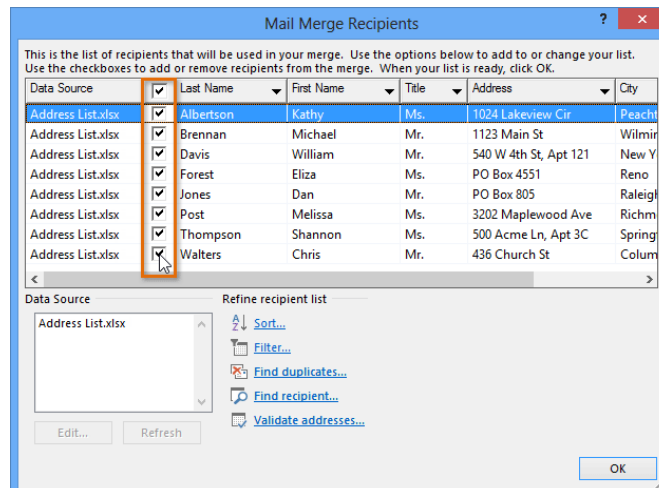 Mail Merge Recipients
?
This is the list of recipients that will be used in your merge. Use the options below to add to or change your list.
Use the checkboxes to add or remove recipients from the merge. When your list is ready, click OK.
Data Source Last Name First Name Title Address City
Address List.xlsx Albertson Kathy Ms. 1024 Lakeview Cir Peacht
Address List.xlsx Brennan Michael Mr. 1123 Main St Wilmin
Address List.xlsx Davis William Mr. 540 W 4th St, Apt 121 New Y
Address List.xlsx Forest Eliza Ms. PO Box 4551 Reno
Address List.xlsx Jones Dan Mr. PO Box 805 Raleigh
Address List.xlsx Post Melissa Ms. 3202 Maplewood Ave Richm
Address List.xlsx Thompson Shannon Ms. 500 Acme Ln, Apt 3C Spring
Address List.xlsx Walters Chris Mr. 436 Church St Colum
Data Source Refine recipient list
Address List.xlsx
Sort...
Filter...
Find duplicates...
Find recipient...
Validate addresses...
Edit... Refresh
OK